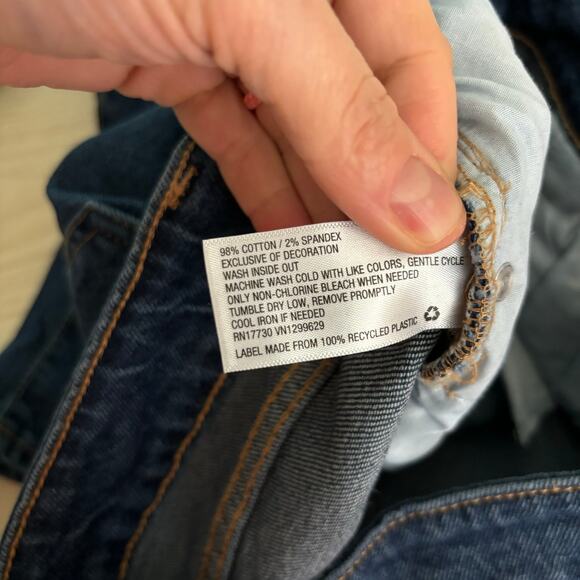 98% COTTON / 2% SPANDEX
EXCLUSIVE OF DECORATION
WASH INSIDE OUT
MACHINE WASH COLD WITH LIKE COLORS, GENTLE CYCLE
ONLY NON-CHLORINE BLEACH WHEN NEEDED
TUMBLE DRY LOW, REMOVE PROMPTLY
COOL IRON IF NEEDED
RN17730 VN1299629
LABEL MADE FROM 100% RECYCLED PLASTIC